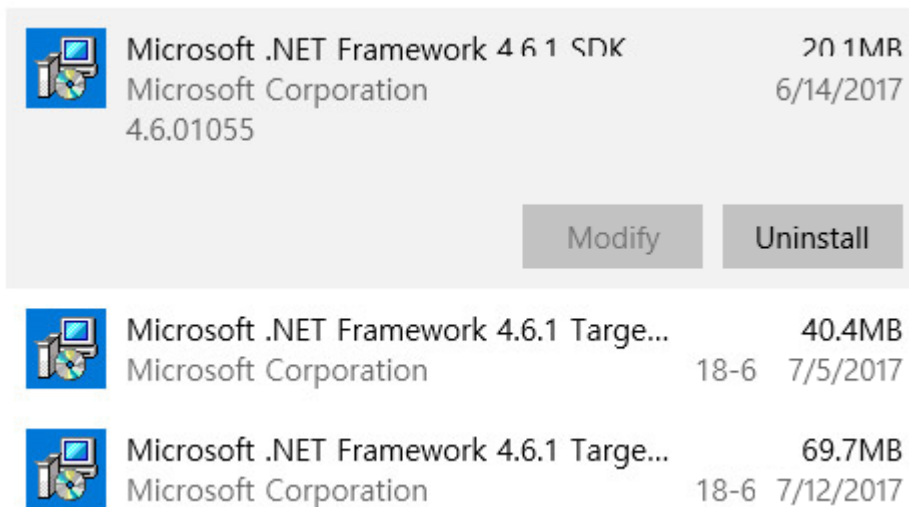 Microsoft .NET Framework 4.6.1 SDK 20.1MB
Microsoft Corporation 6/14/2017
4.6.01055
Modify Uninstall
Microsoft .NET Framework 4.6.1 Targe... 40.4MB
Microsoft Corporation 18-6 7/5/2017
Microsoft .NET Framework 4.6.1 Targe... 69.7MB
Microsoft Corporation 18-6 7/12/2017